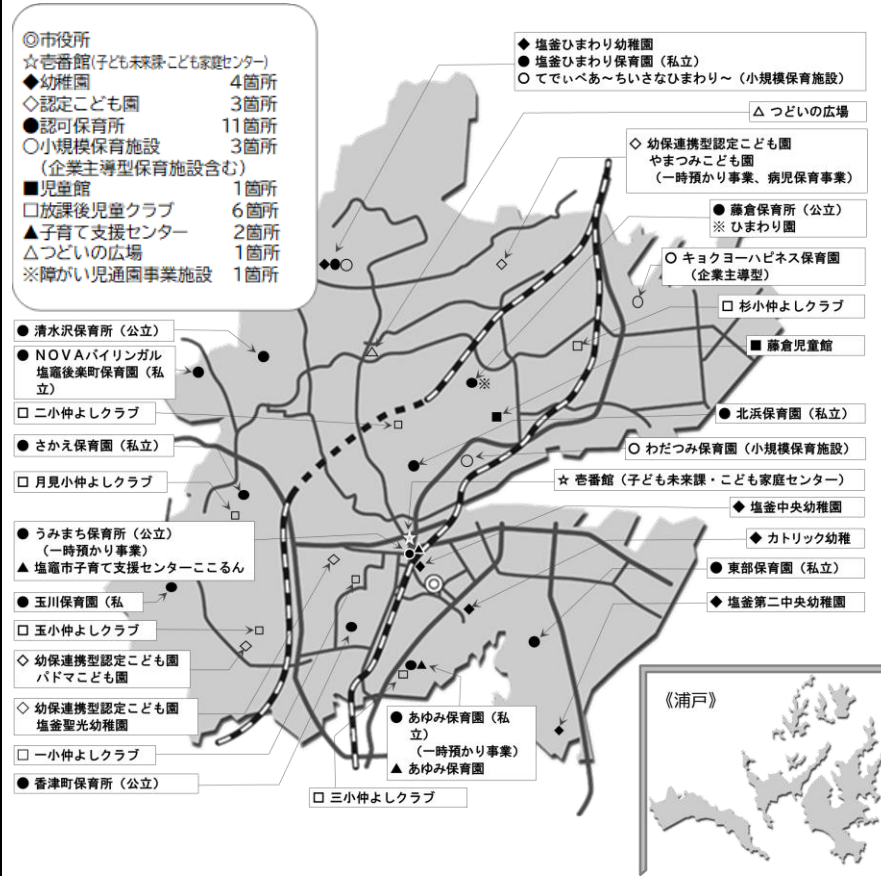 ◎市役所
☆壱番館(子ども未来課・こども家庭センター)
◆幼稚園 4箇所
◇認定こども園 3箇所
●認可保育所 11箇所
○小規模保育施設 3箇所
（企業主導型保育施設含む）
■児童館 1箇所
□放課後児童クラブ 6箇所
▲子育て支援センター 2箇所
△つどいの広場 1箇所
※障がい児通園事業施設 1箇所
◆ 塩釜ひまわり幼稚園
● 塩釜ひまわり保育園（私立）
○ てでぃべあ～ちいさなひまわり～（小規模保育施設）
△ つどいの広場
◇ 幼保連携型認定こども園
やまつみこども園
（一時預かり事業、病児保育事業）
● 藤倉保育所（公立）
※ ひまわり園
○ キョクヨーハピネス保育園
（企業主導型）
□ 杉小仲よしクラブ
■ 藤倉児童館
● 北浜保育園（私立）
○ わだつみ保育園（小規模保育施設）
☆ 壱番館（子ども未来課・こども家庭センター）
◆ 塩釜中央幼稚園
◆ カトリック幼稚
● 東部保育園（私立）
◆ 塩釜第二中央幼稚園
● 清水沢保育所（公立）
● ＮＯＶＡバイリンガル
塩竈後楽町保育園（私
立）
□ 二小仲よしクラブ
● さかえ保育園（私立）
□ 月見小仲よしクラブ
● うみまち保育所（公立）
（一時預かり事業）
▲ 塩竈市子育て支援センターここるん
● 玉川保育園（私
□ 玉小仲よしクラブ
◇ 幼保連携型認定こども園
パドマこども園
◇ 幼保連携型認定こども園
塩釜聖光幼稚園
□ 一小仲よしクラブ
● 香津町保育所（公立）
● あゆみ保育園（私
立）
（一時預かり事業）
▲ あゆみ保育園
□ 三小仲よしクラブ
《浦戸》